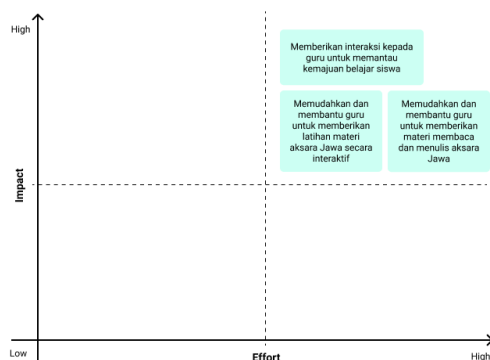 High
Memberikan interaksi kepada
guru untuk memantau
kemajuan belajar siswa
Memudahkan dan
membantu guru
untuk memberikan
latihan materi
aksara Jawa secara
interaktif
Memudahkan dan
membantu guru
untuk memberikan
materi membaca
dan menulis aksara
Jawa
Impact
Low
Effort
High